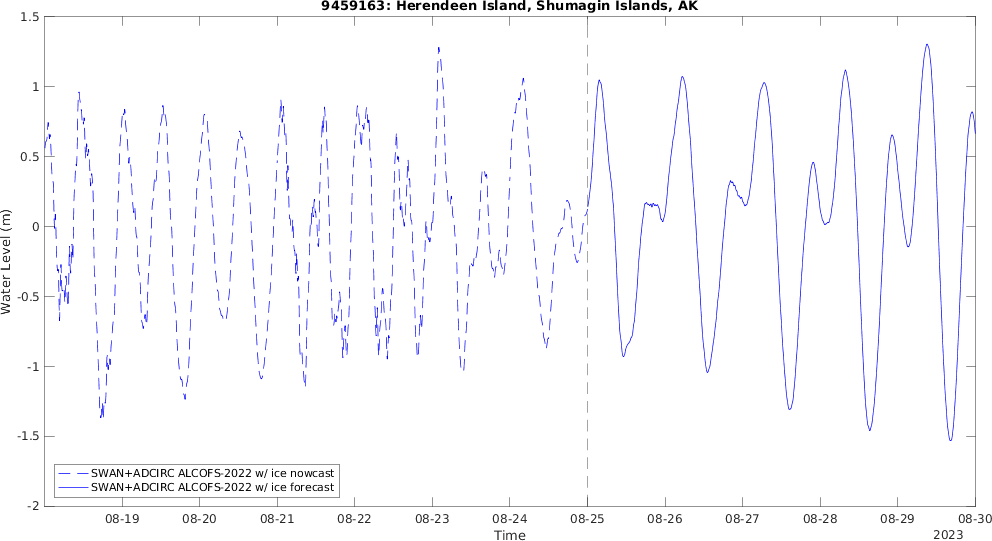 9459163: Herendeen Island, Shumagin Islands, AK
1.5
1
0.5
0
-0.5
-1
-1.5
-2
Water Level (m)
SWAN+ADCIRC ALCOFS-2022 w/ ice nowcast
SWAN+ADCIRC ALCOFS-2022 w/ ice forecast
08-19 08-20 08-21 08-22 08-23 08-24 08-25 08-26 08-27 08-28 08-29 08-30
Time
2023